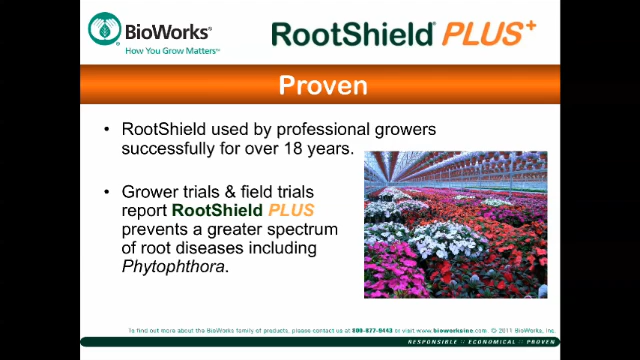 BioWorks®
How You Grow Matters™
RootShield® PLUS+
Proven
• RootShield used by professional growers
successfully for over 18 years.
• Grower trials & field trials
report RootShield PLUS
prevents a greater spectrum
of root diseases including
Phytophthora.
To find out more about the BioWorks family of products, please contact us at 800-877-9443 or visit www.bioworksinc.com. © 2011 BioWorks, Inc.
RESPONSIBLE :: ECONOMICAL :: PROVEN